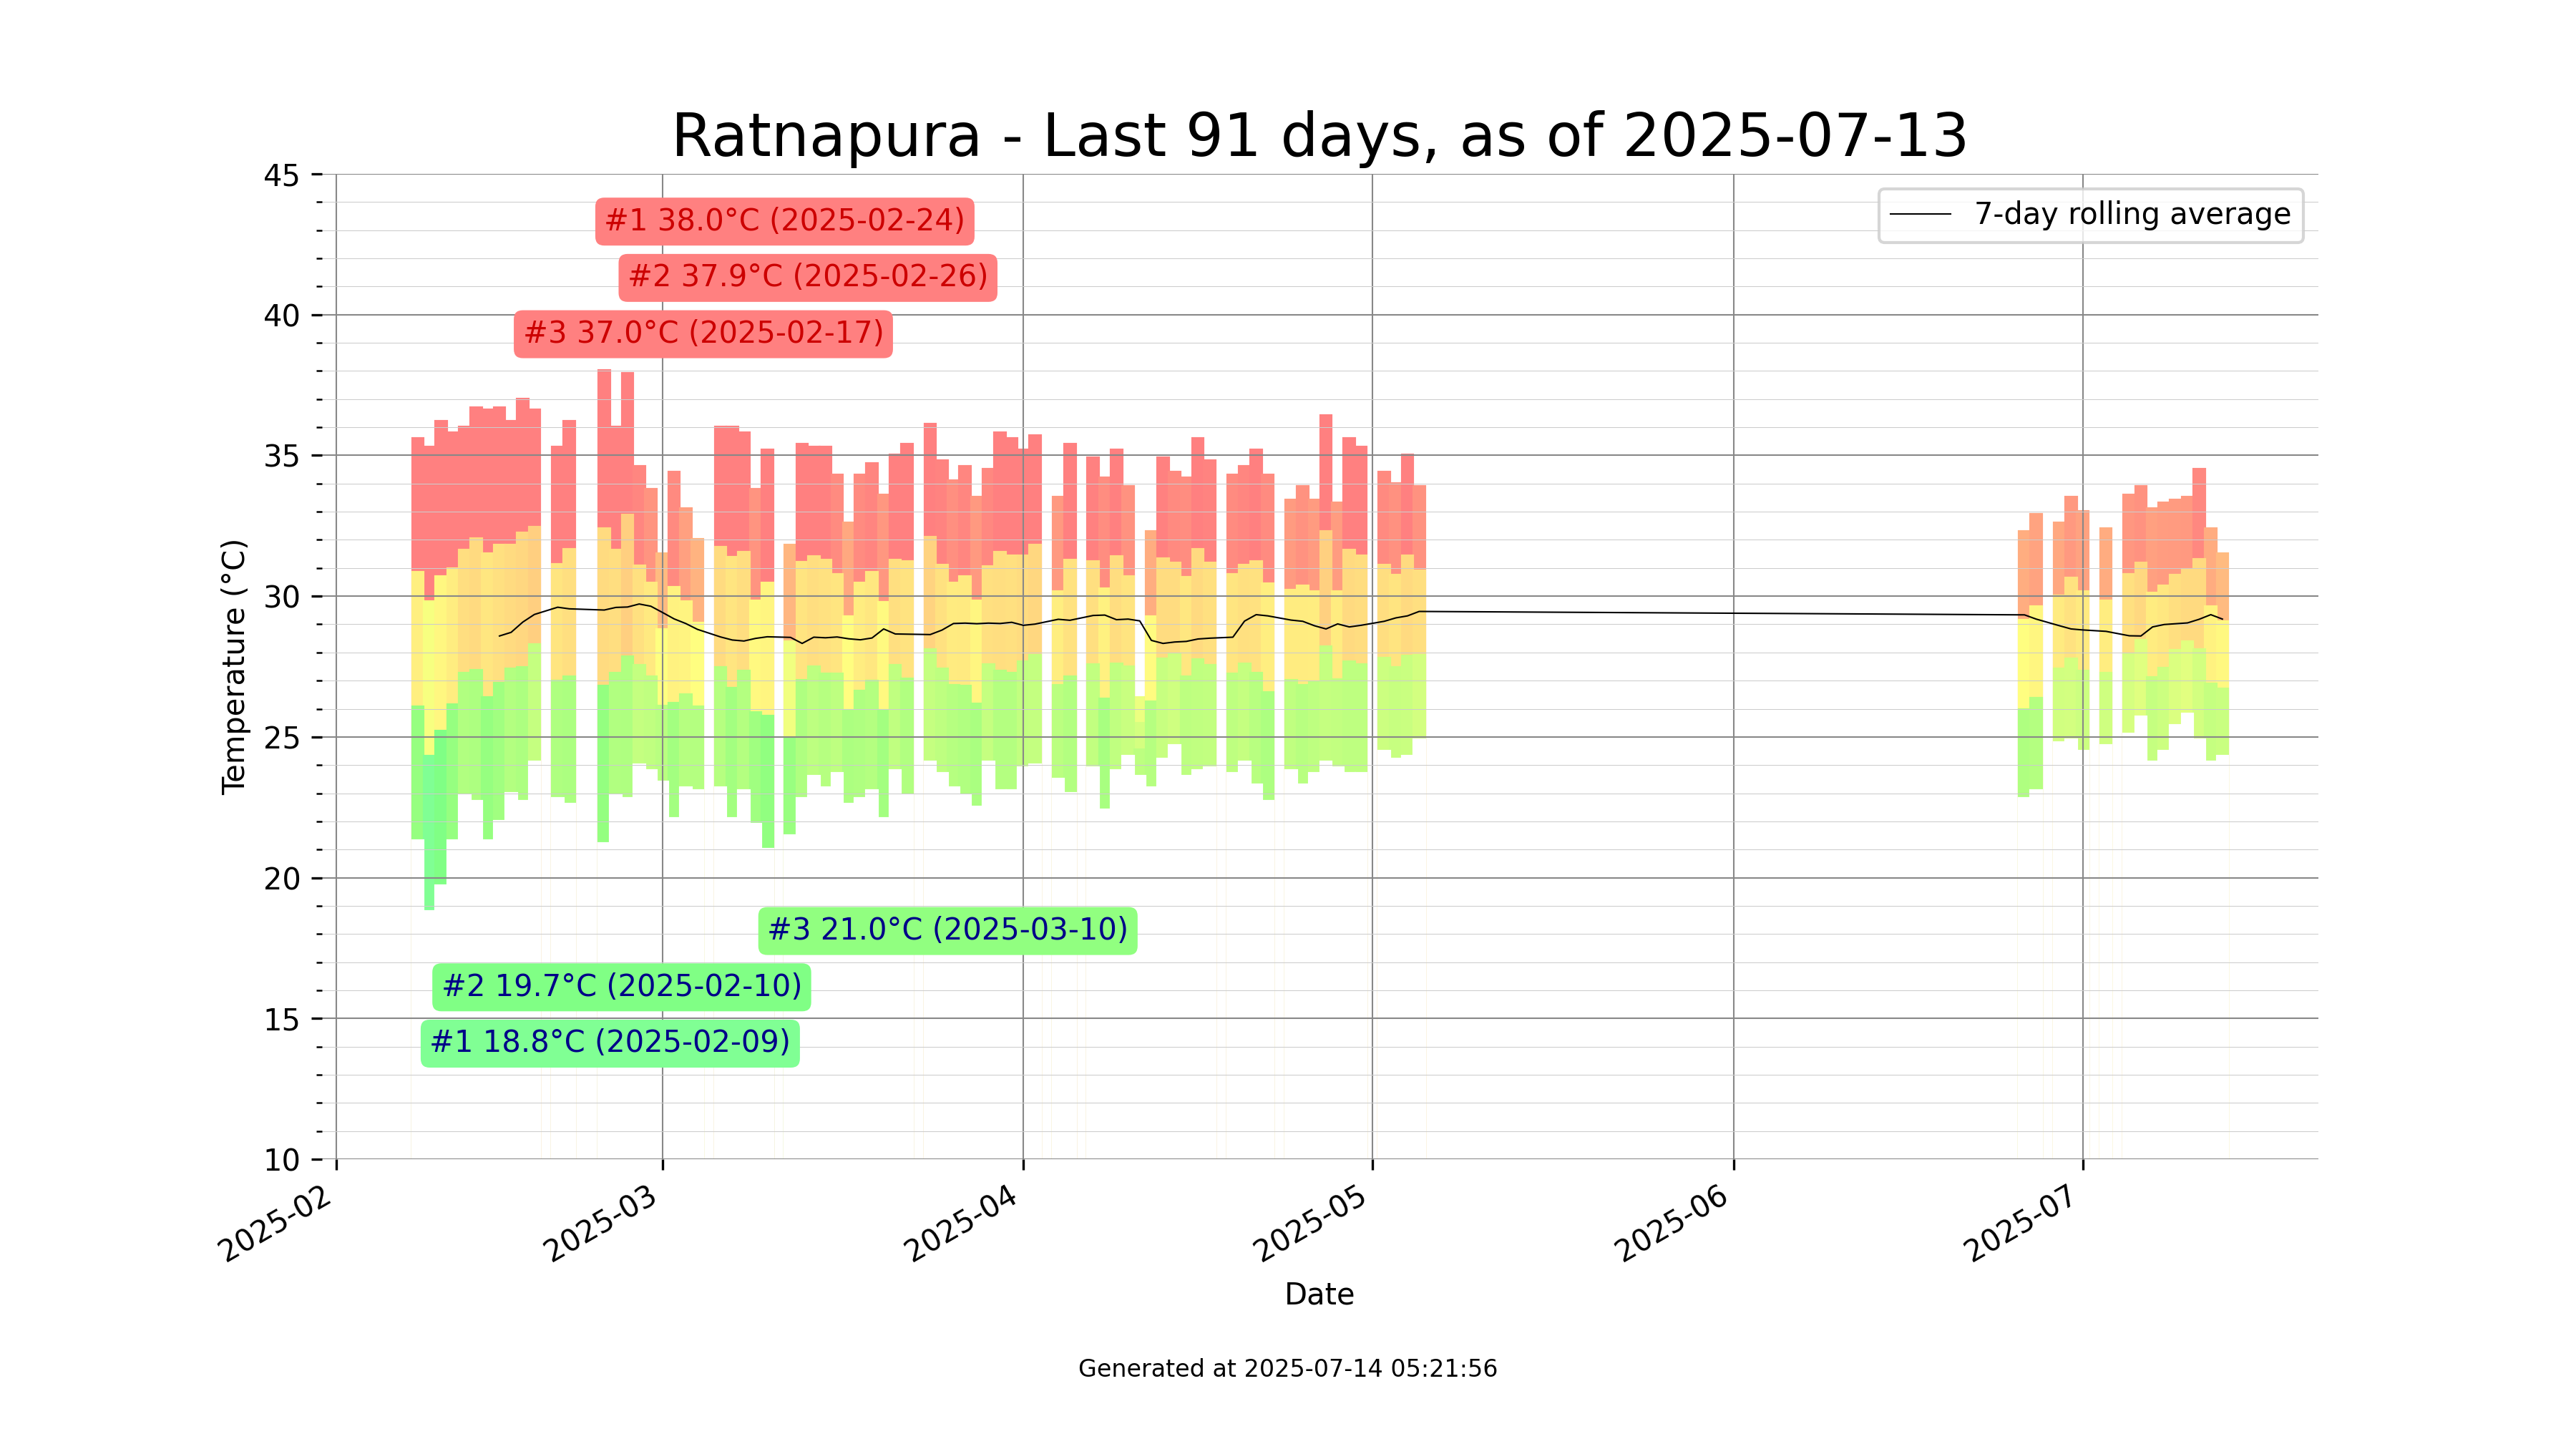 Ratnapura - Last 91 days, as of 2025-07-13
45
40
35
30
25
20
15
10
Temperature (°C)
#1 38.0°C (2025-02-24)
#2 37.9°C (2025-02-26)
#3 37.0°C (2025-02-17)
7-day rolling average
#3 21.0°C (2025-03-10)
#2 19.7°C (2025-02-10)
#1 18.8°C (2025-02-09)
2025-02
2025-03
2025-04
2025-05
2025-06
2025-07
Date
Generated at 2025-07-14 05:21:56